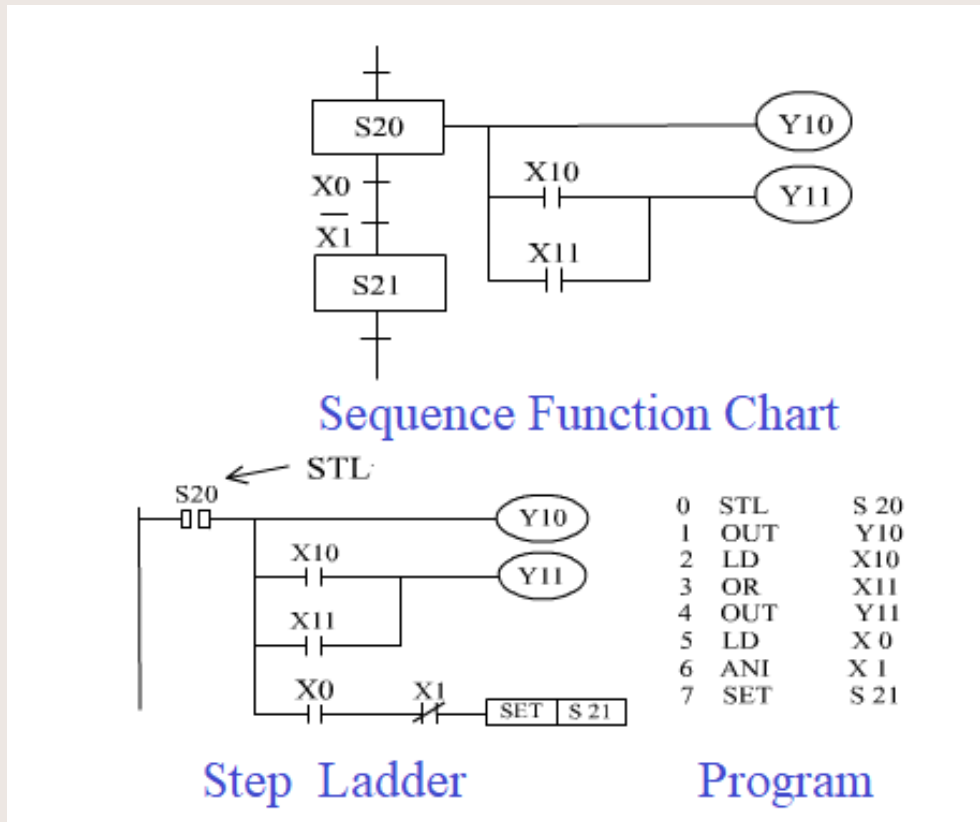 S20
Y10
X10
X0
Y11
X̅1̅
X11
S21
Sequence Function Chart
STL
S20
Y10
X10
Y11
X11
X0 X1
SET S 21
Step Ladder
0 STL S 20
1 OUT Y10
2 LD X10
3 OR X11
4 OUT Y11
5 LD X 0
6 ANI X 1
7 SET S 21
Program